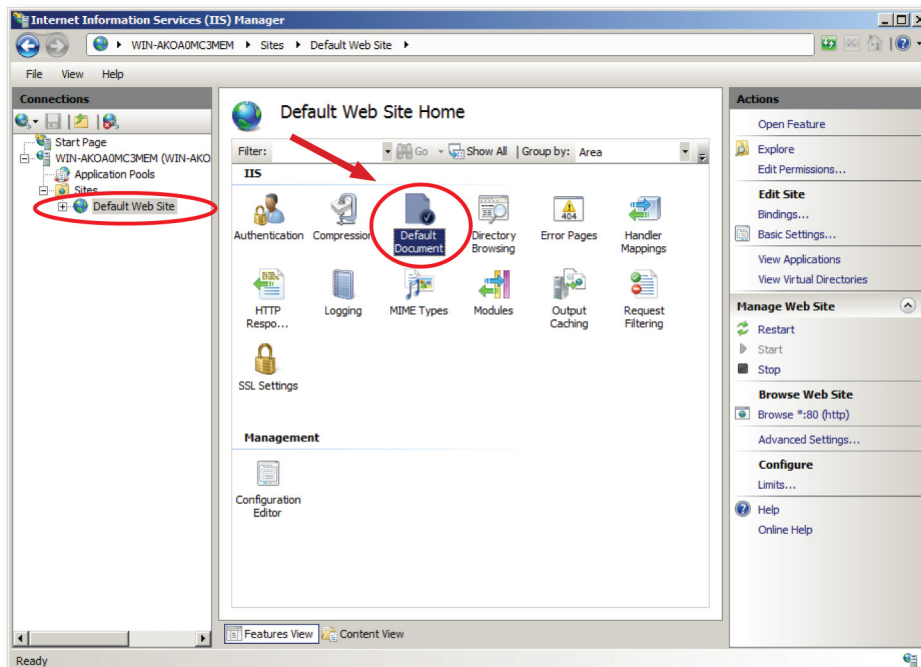 Internet Information Services (IIS) Manager
WIN-AKOA0MC3MEM Sites Default Web Site
File View Help
Connections
Start Page
WIN-AKOA0MC3MEM (WIN-AKO
Application Pools
Sites
Default Web Site
Default Web Site Home
Filter: Go Show All Group by: Area
IIS
Authentication Compression Default Document Directory Browsing Error Pages Handler Mappings
404
HTTP Respo... Logging MIME Types Modules Output Caching Request Filtering
SSL Settings
Management
Configuration Editor
Features View Content View
Actions
Open Feature
Explore
Edit Permissions...
Edit Site
Bindings...
Basic Settings...
View Applications
View Virtual Directories
Manage Web Site
Restart
Start
Stop
Browse Web Site
Browse *:80 (http)
Advanced Settings...
Configure
Limits...
Help
Online Help
Ready